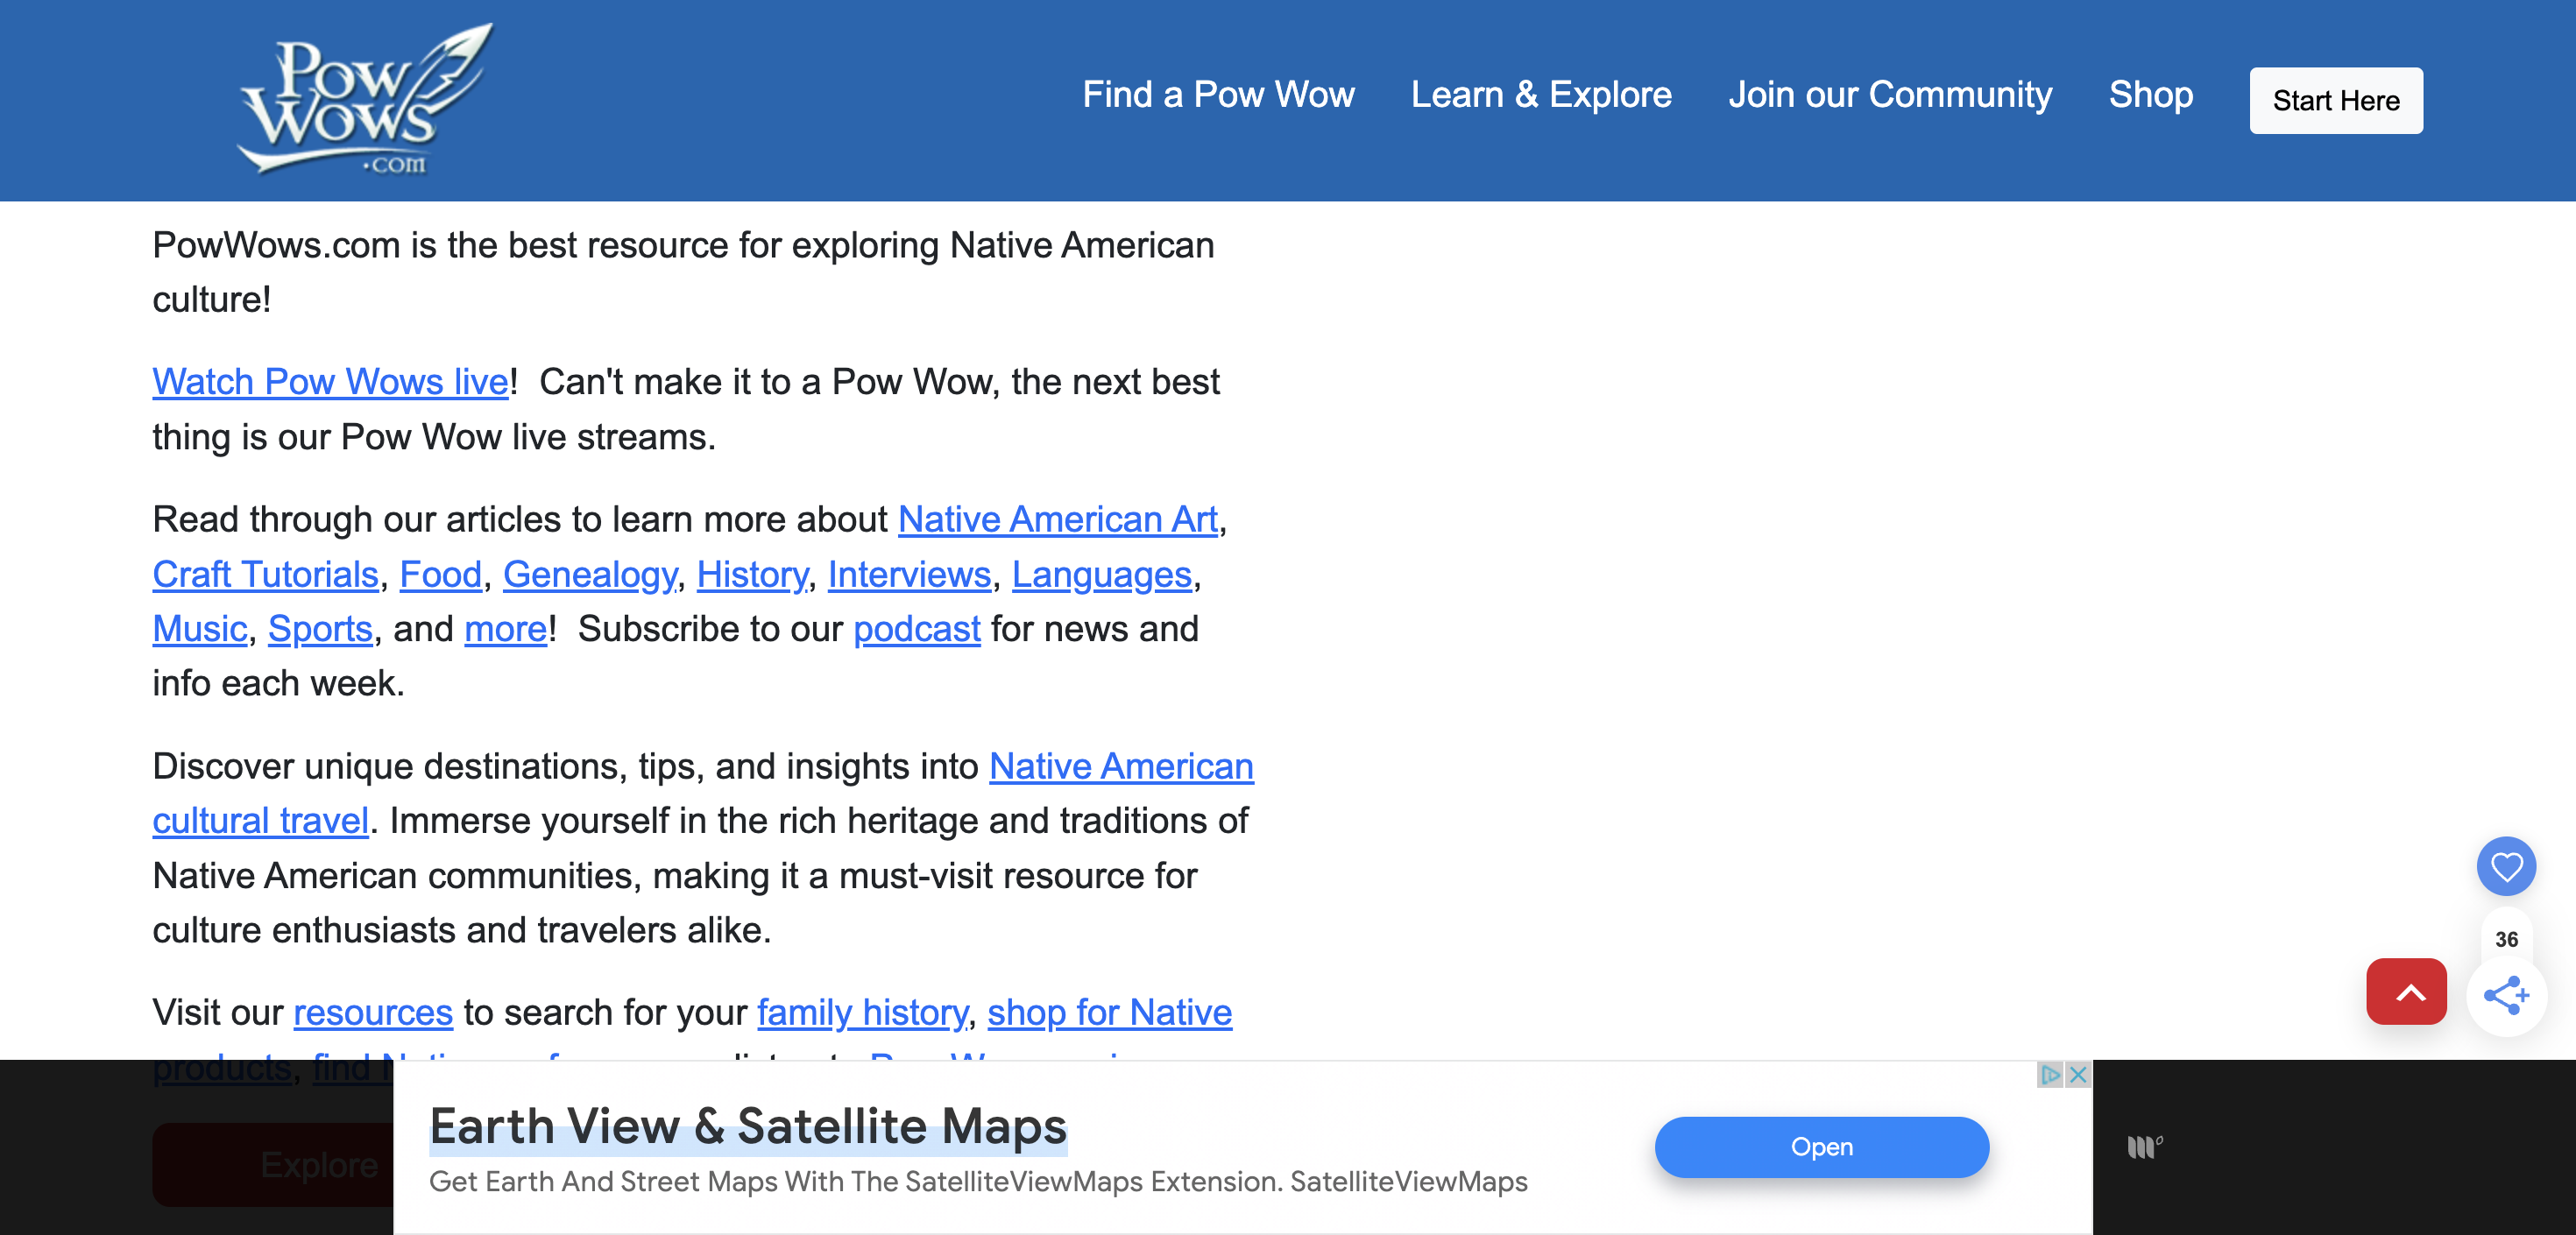 Pow
Wows
.com
Find a Pow Wow Learn & Explore Join our Community Shop Start Here
PowWows.com is the best resource for exploring Native American
culture!
Watch Pow Wows live!  Can't make it to a Pow Wow, the next best
thing is our Pow Wow live streams.
Read through our articles to learn more about Native American Art,
Craft Tutorials, Food, Genealogy, History, Interviews, Languages,
Music, Sports, and more!  Subscribe to our podcast for news and
info each week.
Discover unique destinations, tips, and insights into Native American
cultural travel. Immerse yourself in the rich heritage and traditions of
Native American communities, making it a must-visit resource for
culture enthusiasts and travelers alike.
36
Visit our resources to search for your family history, shop for Native
products, find
Earth View & Satellite Maps
Open
Explore
Get Earth And Street Maps With The SatelliteViewMaps Extension. SatelliteViewMaps